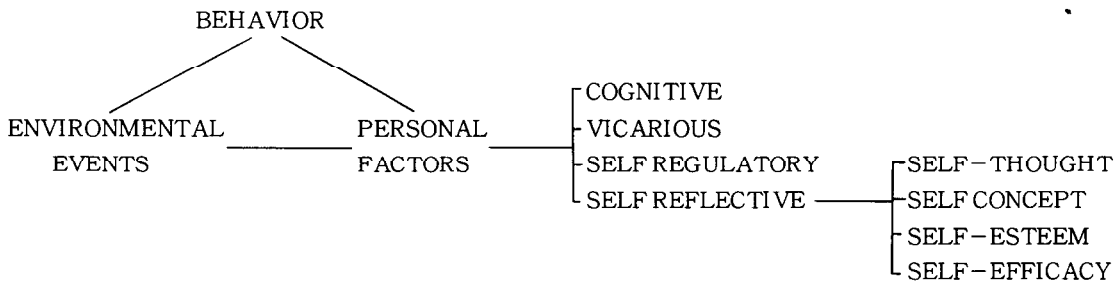 BEHAVIOR
ENVIRONMENTAL
EVENTS
PERSONAL
FACTORS
COGNITIVE
VICARIOUS
SELF REGULATORY
SELF REFLECTIVE
SELF-THOUGHT
SELF CONCEPT
SELF-ESTEEM
SELF-EFFICACY